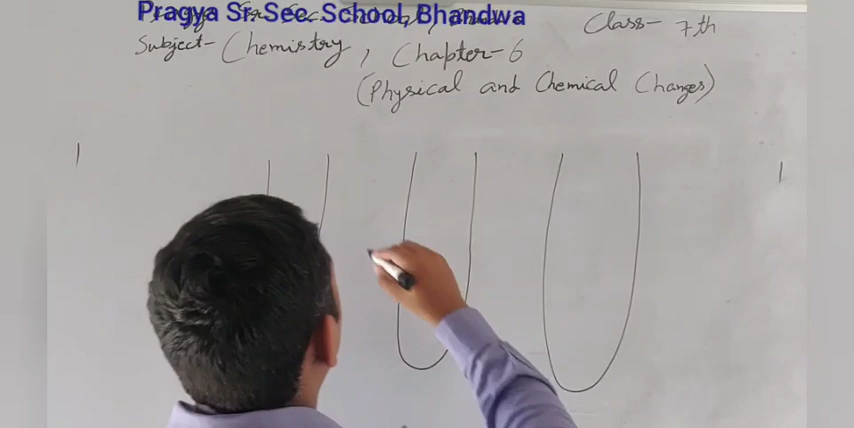 Pragya Sr. Sec. School, Bhandwa
Class- 7th
Subject- Chemistry, Chapter-6
(Physical and Chemical Changes)